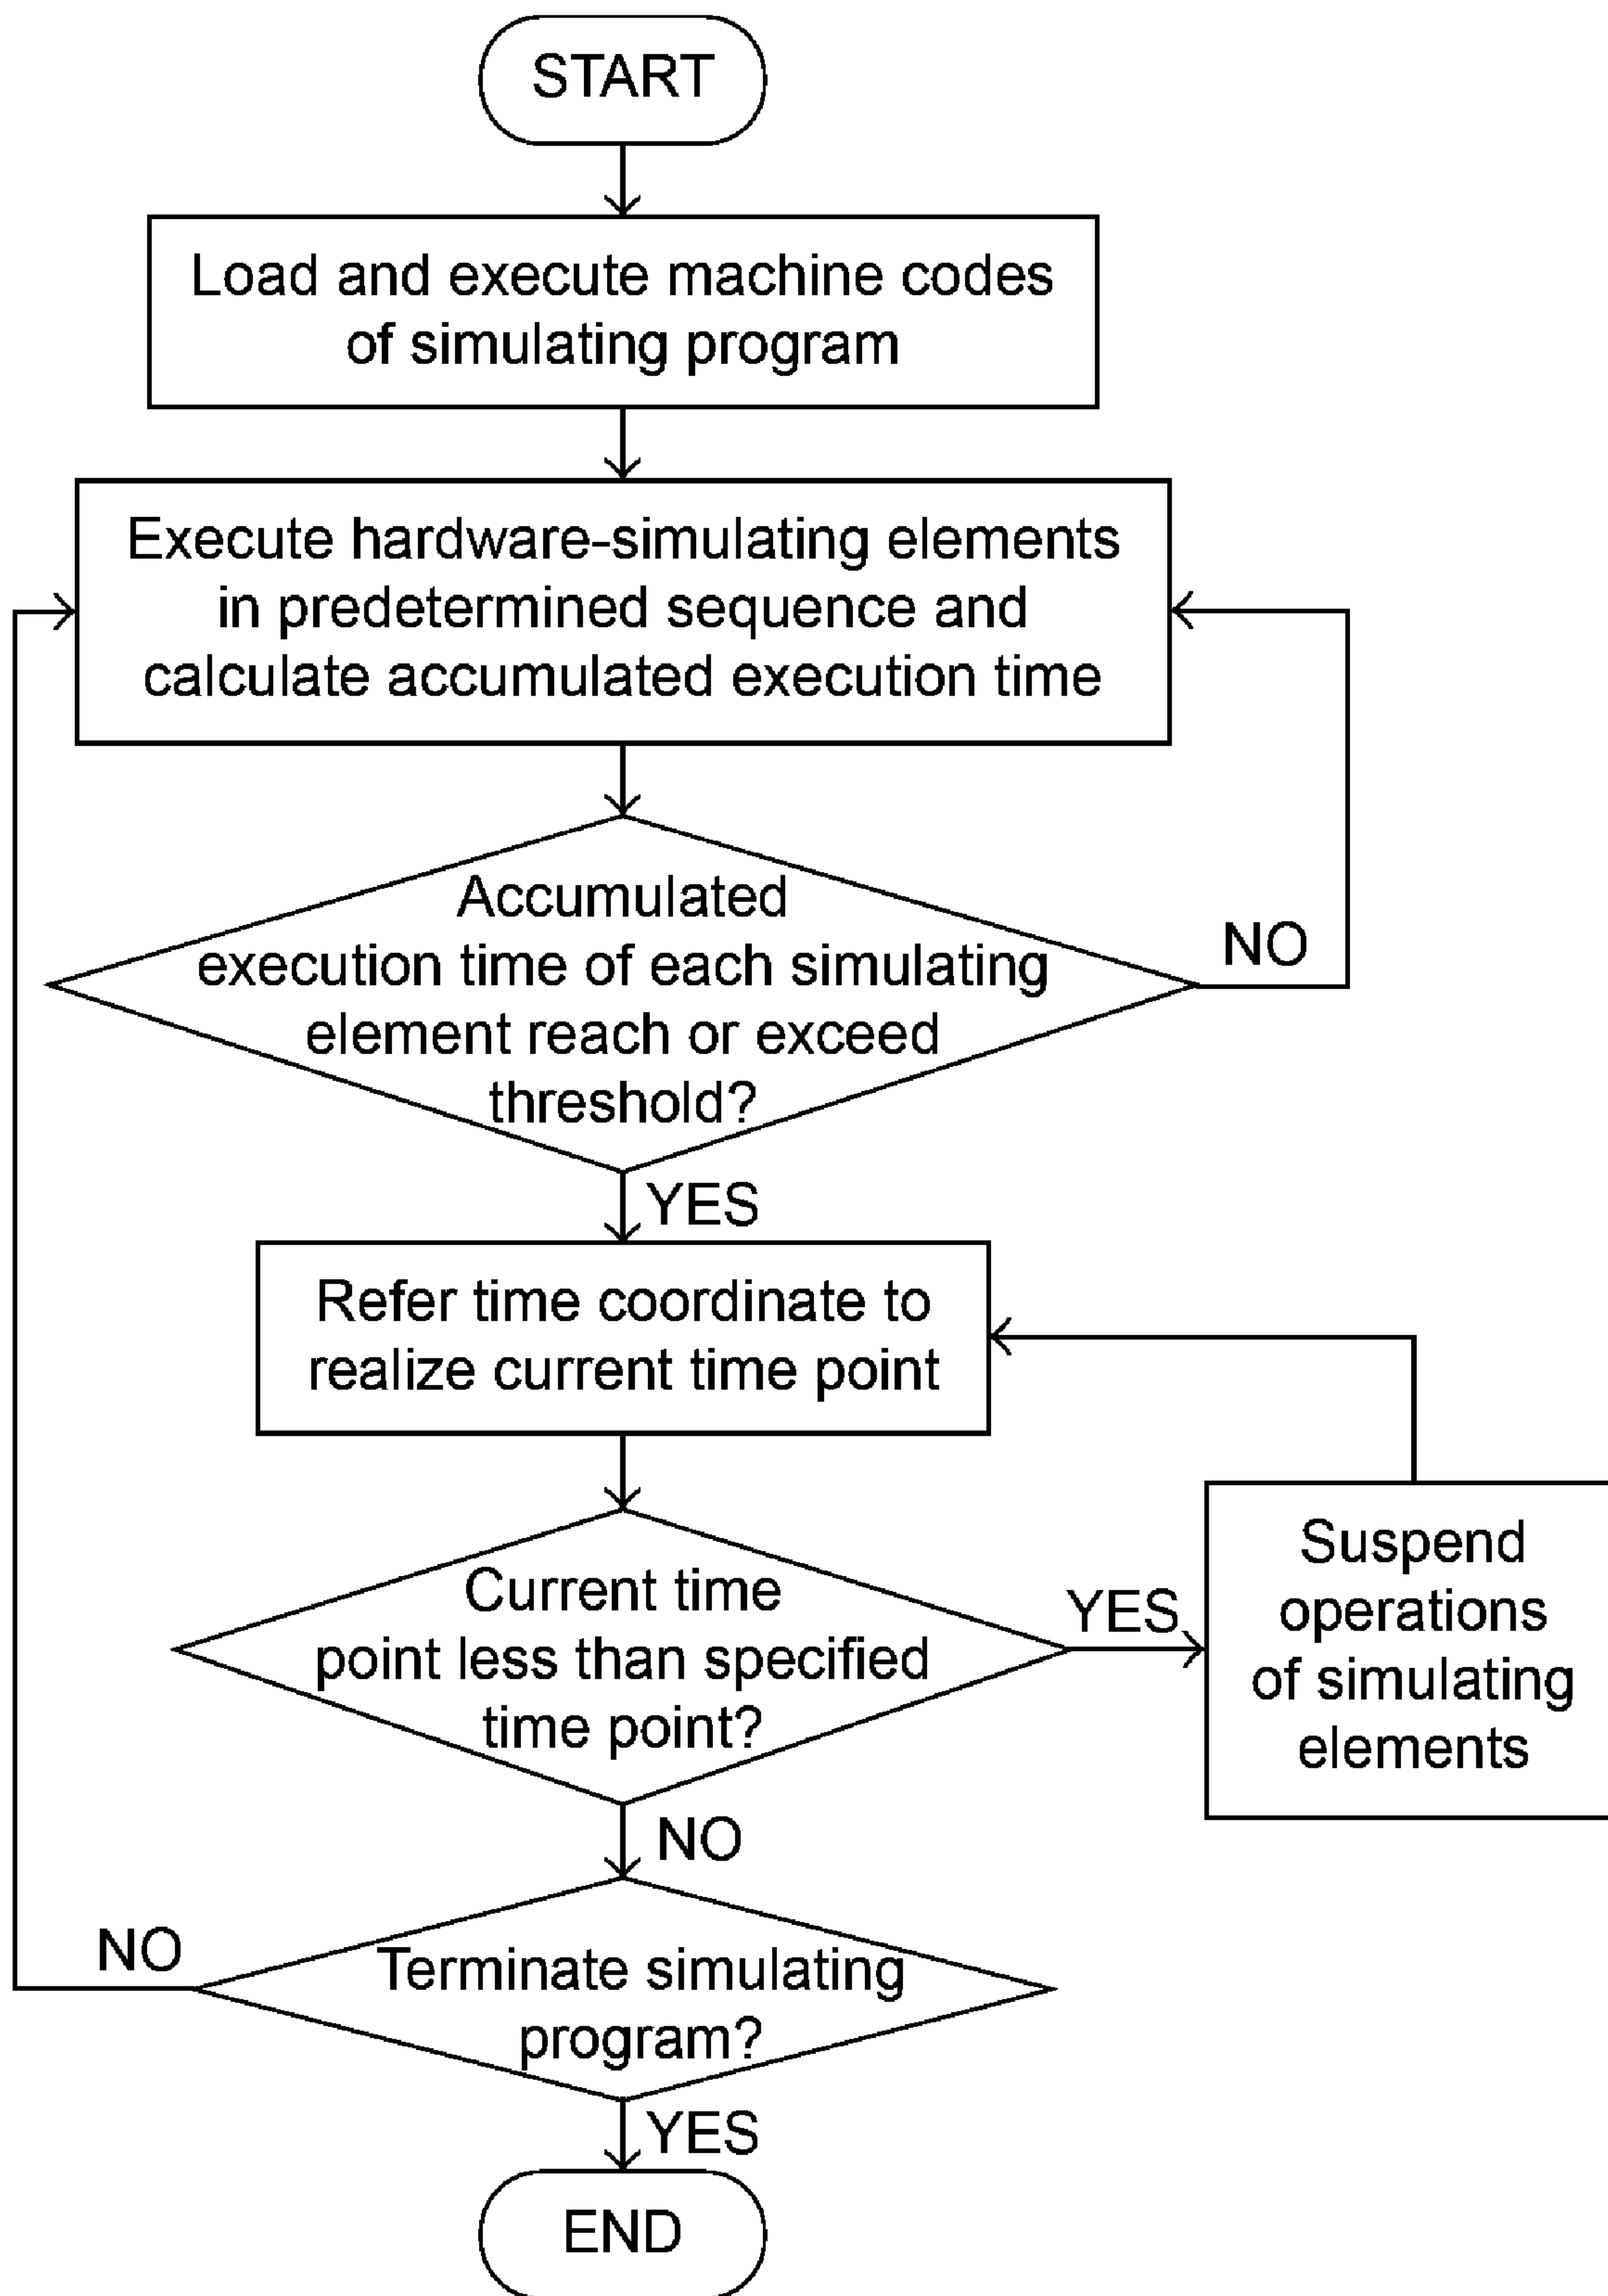 START
Load and execute machine codes
of simulating program
Execute hardware-simulating elements
in predetermined sequence and
calculate accumulated execution time
Accumulated
execution time of each simulating
element reach or exceed
threshold?
NO
YES
Refer time coordinate to
realize current time point
Current time
point less than specified
time point?
YES
Suspend
operations
of simulating
elements
NO
Terminate simulating
program?
NO
YES
END